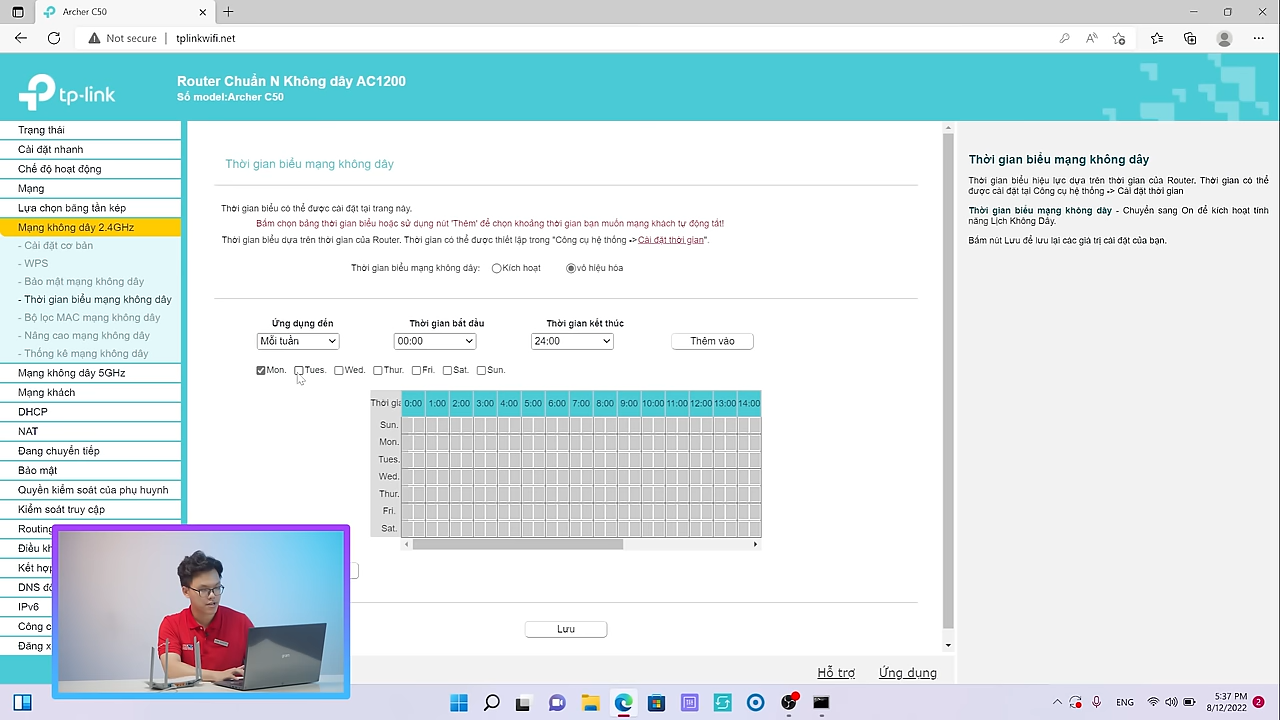 Archer C50
Not secure | tplinkwifi.net
tp-link
Router Chuẩn N Không dây AC1200
Số model:Archer C50
Trạng thái
Cài đặt nhanh
Chế độ hoạt động
Mạng
Lựa chọn băng tần kép
Mạng không dây 2.4GHz
- Cài đặt cơ bản
- WPS
- Bảo mật mạng không dây
- Thời gian biểu mạng không dây
- Bộ lọc MAC mạng không dây
- Nâng cao mạng không dây
- Thống kê mạng không dây
Mạng không dây 5GHz
Mạng khách
DHCP
NAT
Đang chuyển tiếp
Bảo mật
Quyền kiểm soát của phụ huynh
Kiểm soát truy cập
Routing
Điều kh
Kết hợp
DNS độ
IPv6
Công c
Đăng x
Thời gian biểu mạng không dây
Thời gian biểu có thể được cài đặt tại trang này.
Bấm chọn bảng thời gian biểu hoặc sử dụng nút 'Thêm' để chọn khoảng thời gian bạn muốn mạng khách tự động tắt!
Thời gian biểu dựa trên thời gian của Router. Thời gian có thể được thiết lập trong "Công cụ hệ thống -> Cài đặt thời gian".
Thời gian biểu mạng không dây: Kích hoạt vô hiệu hóa
Ứng dụng đến Thời gian bắt đầu Thời gian kết thúc
Mỗi tuần 00:00 24:00 Thêm vào
Mon. Tues. Wed. Thur. Fri. Sat. Sun.
Thời gia 0:00 1:00 2:00 3:00 4:00 5:00 6:00 7:00 8:00 9:00 10:00 11:00 12:00 13:00 14:00
Sun.
Mon.
Tues.
Wed.
Thur.
Fri.
Sat.
Lưu
Hỗ trợ Ứng dụng
Thời gian biểu mạng không dây
Thời gian biểu hiệu lực dựa trên thời gian của Router. Thời gian có thể được cài đặt tại Công cụ hệ thống -> Cài đặt thời gian
Thời gian biểu mạng không dây - Chuyển sang On để kích hoạt tính năng Lịch Không Dây.
Bấm nút Lưu để lưu lại các giá trị cài đặt của bạn.
ENG
5:37 PM
8/12/2022
2